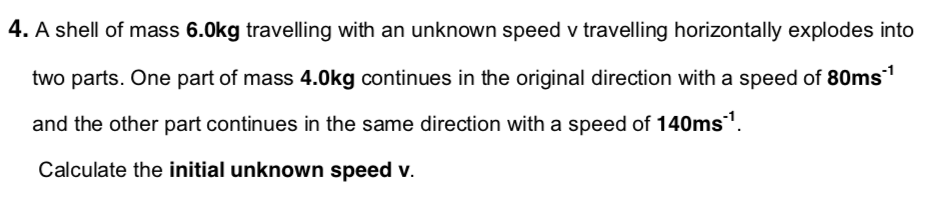 4. A shell of mass 6.0kg travelling with an unknown speed v travelling horizontally explodes into
two parts. One part of mass 4.0kg continues in the original direction with a speed of 80ms⁻¹
and the other part continues in the same direction with a speed of 140ms⁻¹.
Calculate the initial unknown speed v.